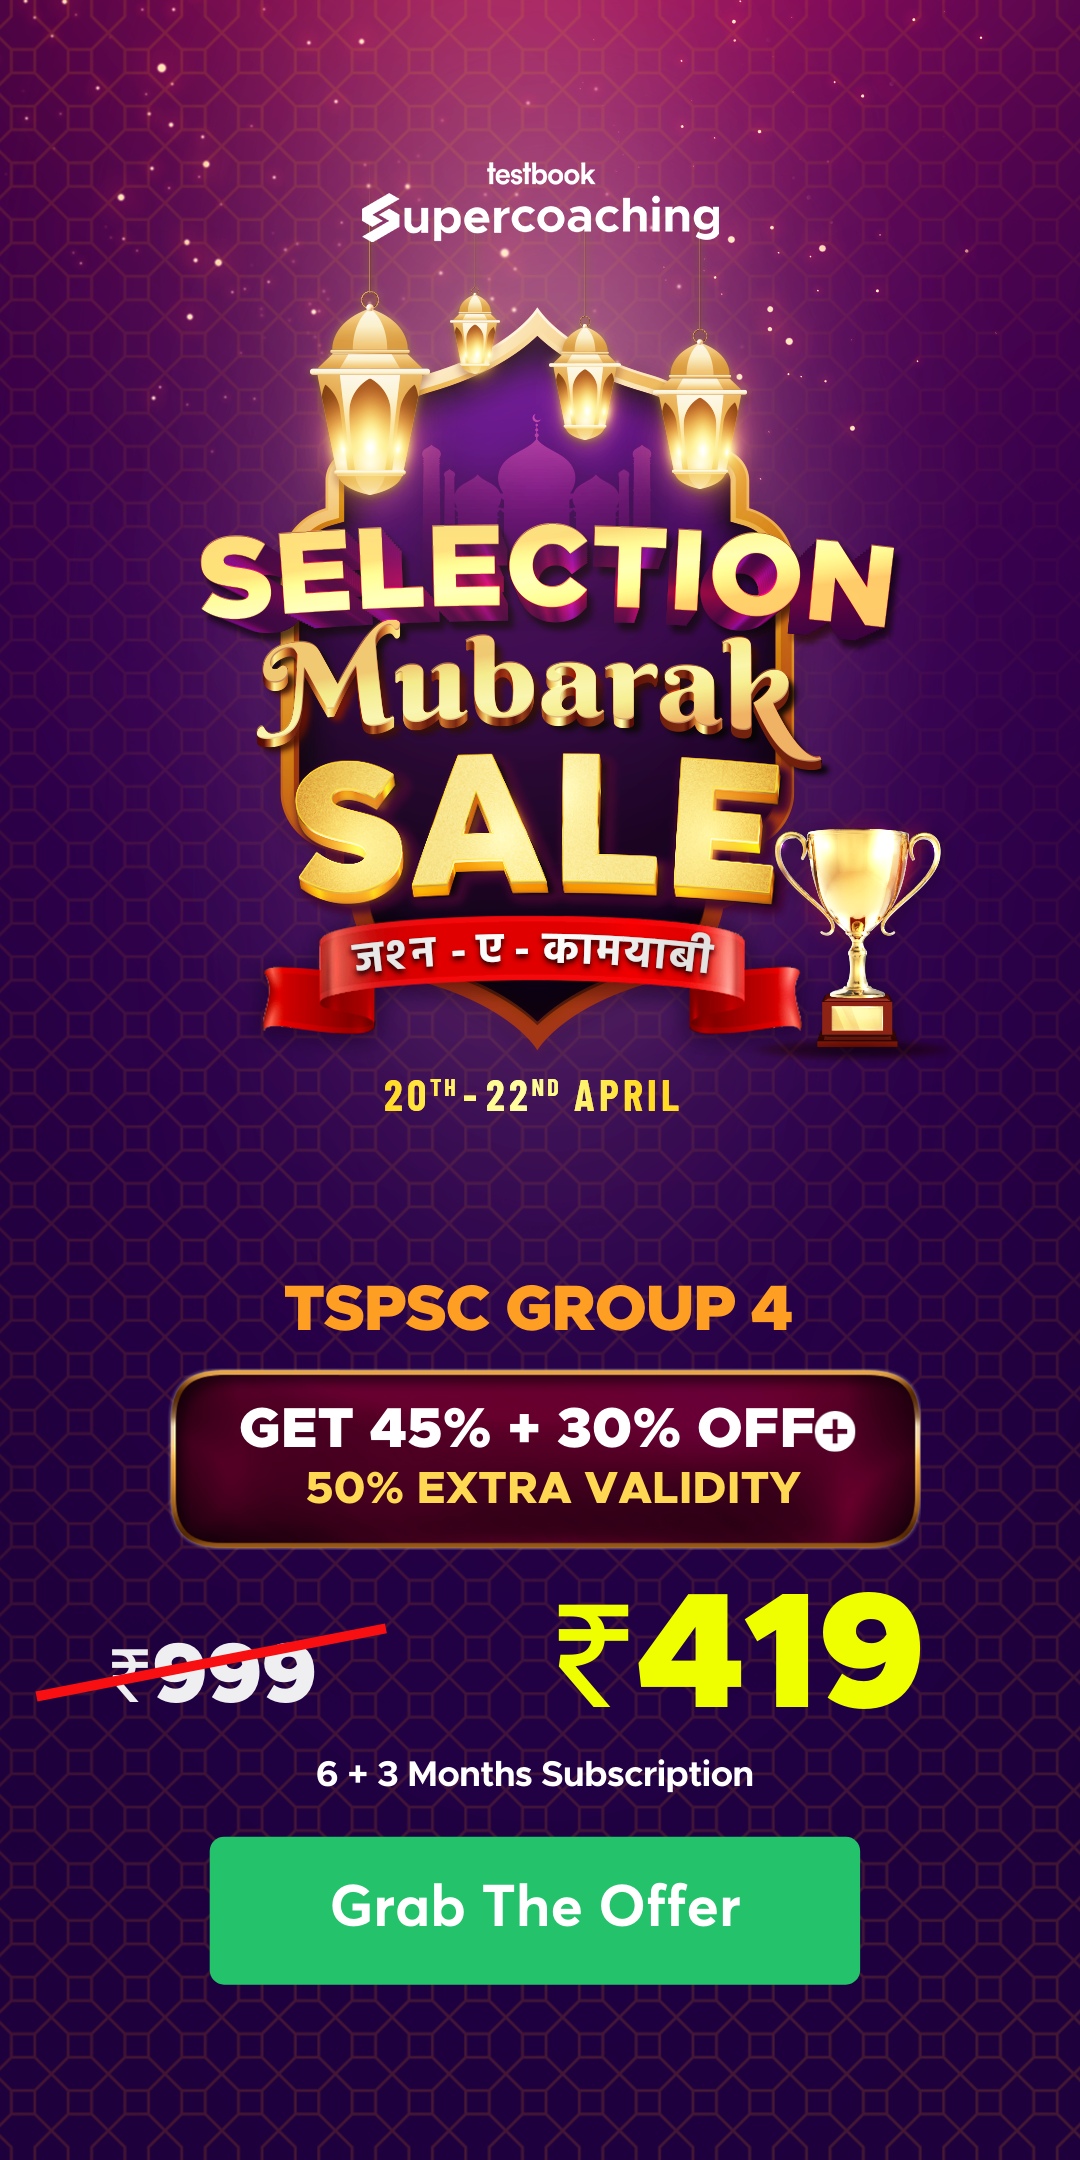 testbook
Supercoaching
SELECTION
Mubarak
SALE
जश्न - ए - कामयाबी
20TH - 22ND APRIL
TSPSC GROUP 4
GET 45% + 30% OFF+
50% EXTRA VALIDITY
₹999
₹419
6 + 3 Months Subscription
Grab The Offer